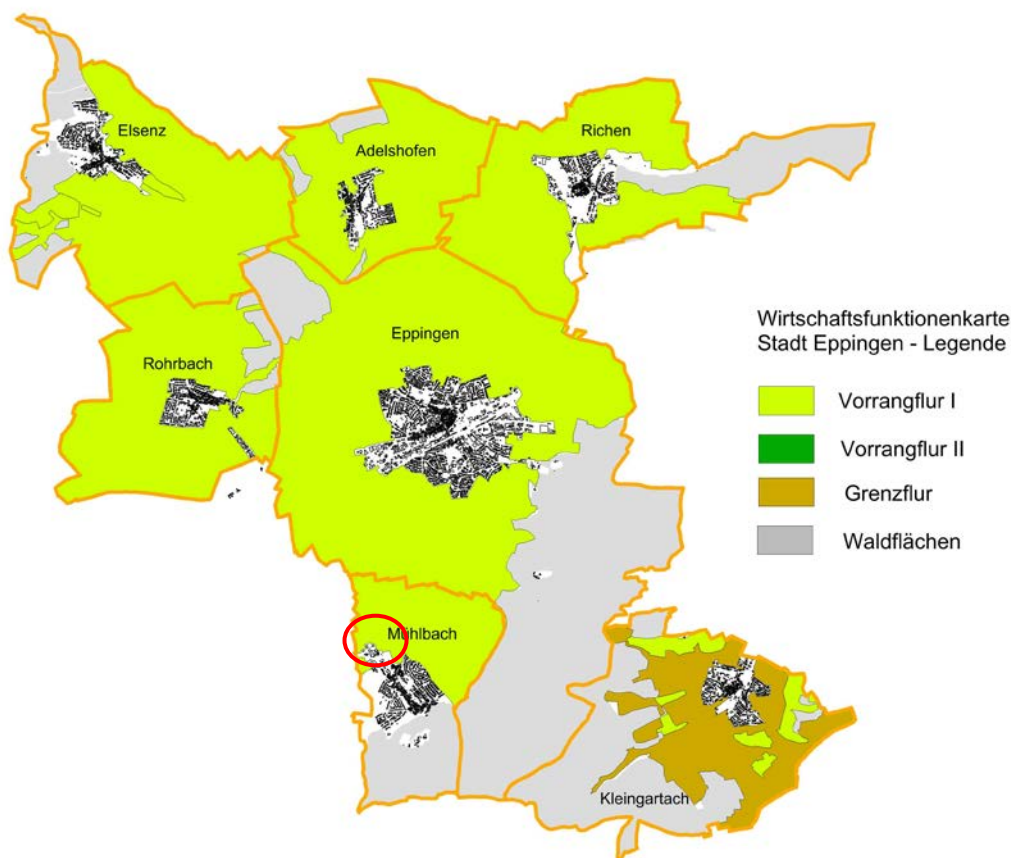 Elsenz
Adelshofen
Richen
Eppingen
Rohrbach
Mühlbach
Kleingartach
Wirtschaftsfunktionenkarte
Stadt Eppingen - Legende
Vorrangflur I
Vorrangflur II
Grenzflur
Waldflächen